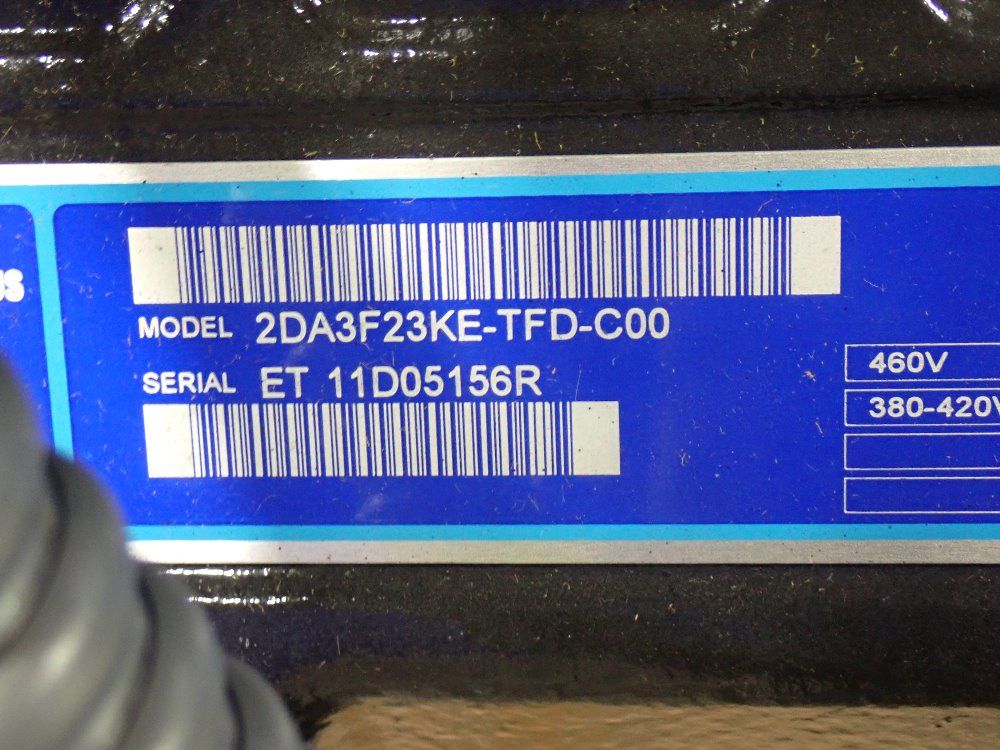 MODEL 2DA3F23KE-TFD-C00
SERIAL ET 11D05156R
460V
380-420V